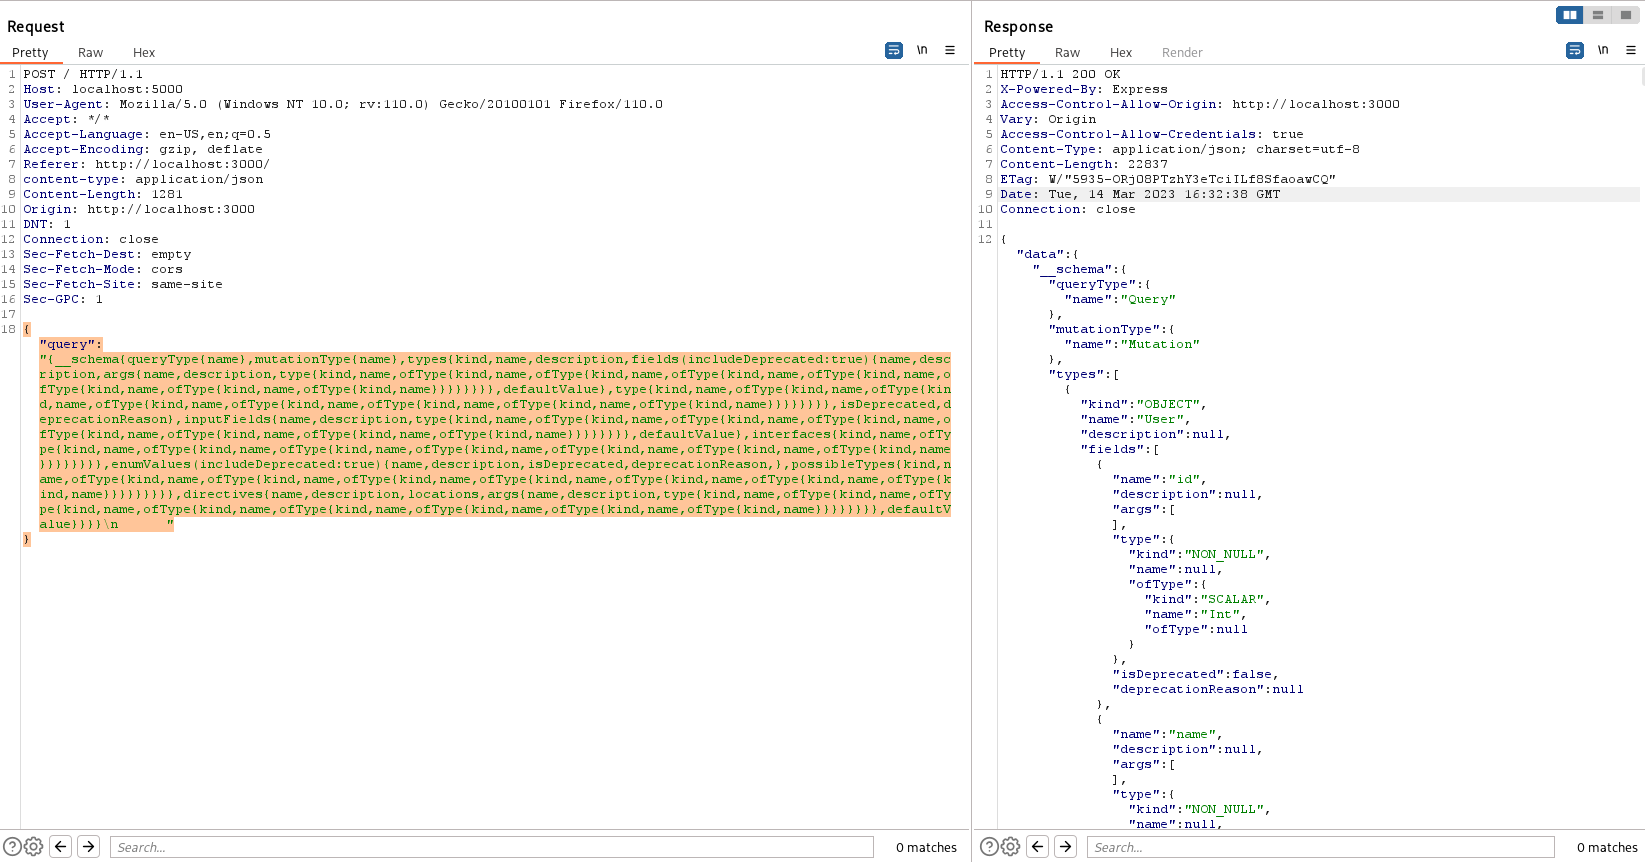 Request
Pretty Raw Hex
\n
1 POST / HTTP/1.1
2 Host: localhost:5000
3 User-Agent: Mozilla/5.0 (Windows NT 10.0; rv:110.0) Gecko/20100101 Firefox/110.0
4 Accept: */*
5 Accept-Language: en-US,en;q=0.5
6 Accept-Encoding: gzip, deflate
7 Referer: http://localhost:3000/
8 content-type: application/json
9 Content-Length: 1281
10 Origin: http://localhost:3000
11 DNT: 1
12 Connection: close
13 Sec-Fetch-Dest: empty
14 Sec-Fetch-Mode: cors
15 Sec-Fetch-Site: same-site
16 Sec-GPC: 1
17
18 {
"query":
"{__schema{queryType{name},mutationType{name},types{kind,name,description,fields(includeDeprecated:true){name,desc
ription,args{name,description,type{kind,name,ofType{kind,name,ofType{kind,name,ofType{kind,name,ofType{kind,name,o
fType{kind,name,ofType{kind,name,ofType{kind,name}}}}}}}},defaultValue},type{kind,name,ofType{kind,name,ofType{kin
d,name,ofType{kind,name,ofType{kind,name,ofType{kind,name,ofType{kind,name,ofType{kind,name}}}}}}}},isDeprecated,d
eprecationReason},inputFields{name,description,type{kind,name,ofType{kind,name,ofType{kind,name,ofType{kind,name,o
fType{kind,name,ofType{kind,name,ofType{kind,name,ofType{kind,name}}}}}}}},defaultValue},interfaces{kind,name,ofTy
pe{kind,name,ofType{kind,name,ofType{kind,name,ofType{kind,name,ofType{kind,name,ofType{kind,name,ofType{kind,name
}}}}}}}},enumValues(includeDeprecated:true){name,description,isDeprecated,deprecationReason,},possibleTypes{kind,n
ame,ofType{kind,name,ofType{kind,name,ofType{kind,name,ofType{kind,name,ofType{kind,name,ofType{kind,name,ofType{k
ind,name}}}}}}}}},directives{name,description,locations,args{name,description,type{kind,name,ofType{kind,name,ofTy
pe{kind,name,ofType{kind,name,ofType{kind,name,ofType{kind,name,ofType{kind,name,ofType{kind,name}}}}}}}},defaultV
alue}}}}\n "
}
Search...
0 matches
Response
Pretty Raw Hex Render
\n
1 HTTP/1.1 200 OK
2 X-Powered-By: Express
3 Access-Control-Allow-Origin: http://localhost:3000
4 Vary: Origin
5 Access-Control-Allow-Credentials: true
6 Content-Type: application/json; charset=utf-8
7 Content-Length: 22837
8 ETag: W/"5935-ORj08PTzhY3eTciILf8SfaoawCQ"
9 Date: Tue, 14 Mar 2023 16:32:38 GMT
10 Connection: close
11
12 {
"data":{
"__schema":{
"queryType":{
"name":"Query"
},
"mutationType":{
"name":"Mutation"
},
"types":[
{
"kind":"OBJECT",
"name":"User",
"description":null,
"fields":[
{
"name":"id",
"description":null,
"args":[
],
"type":{
"kind":"NON_NULL",
"name":null,
"ofType":{
"kind":"SCALAR",
"name":"Int",
"ofType":null
}
},
"isDeprecated":false,
"deprecationReason":null
},
{
"name":"name",
"description":null,
"args":[
],
"type":{
"kind":"NON_NULL",
"name":null,
Search...
0 matches